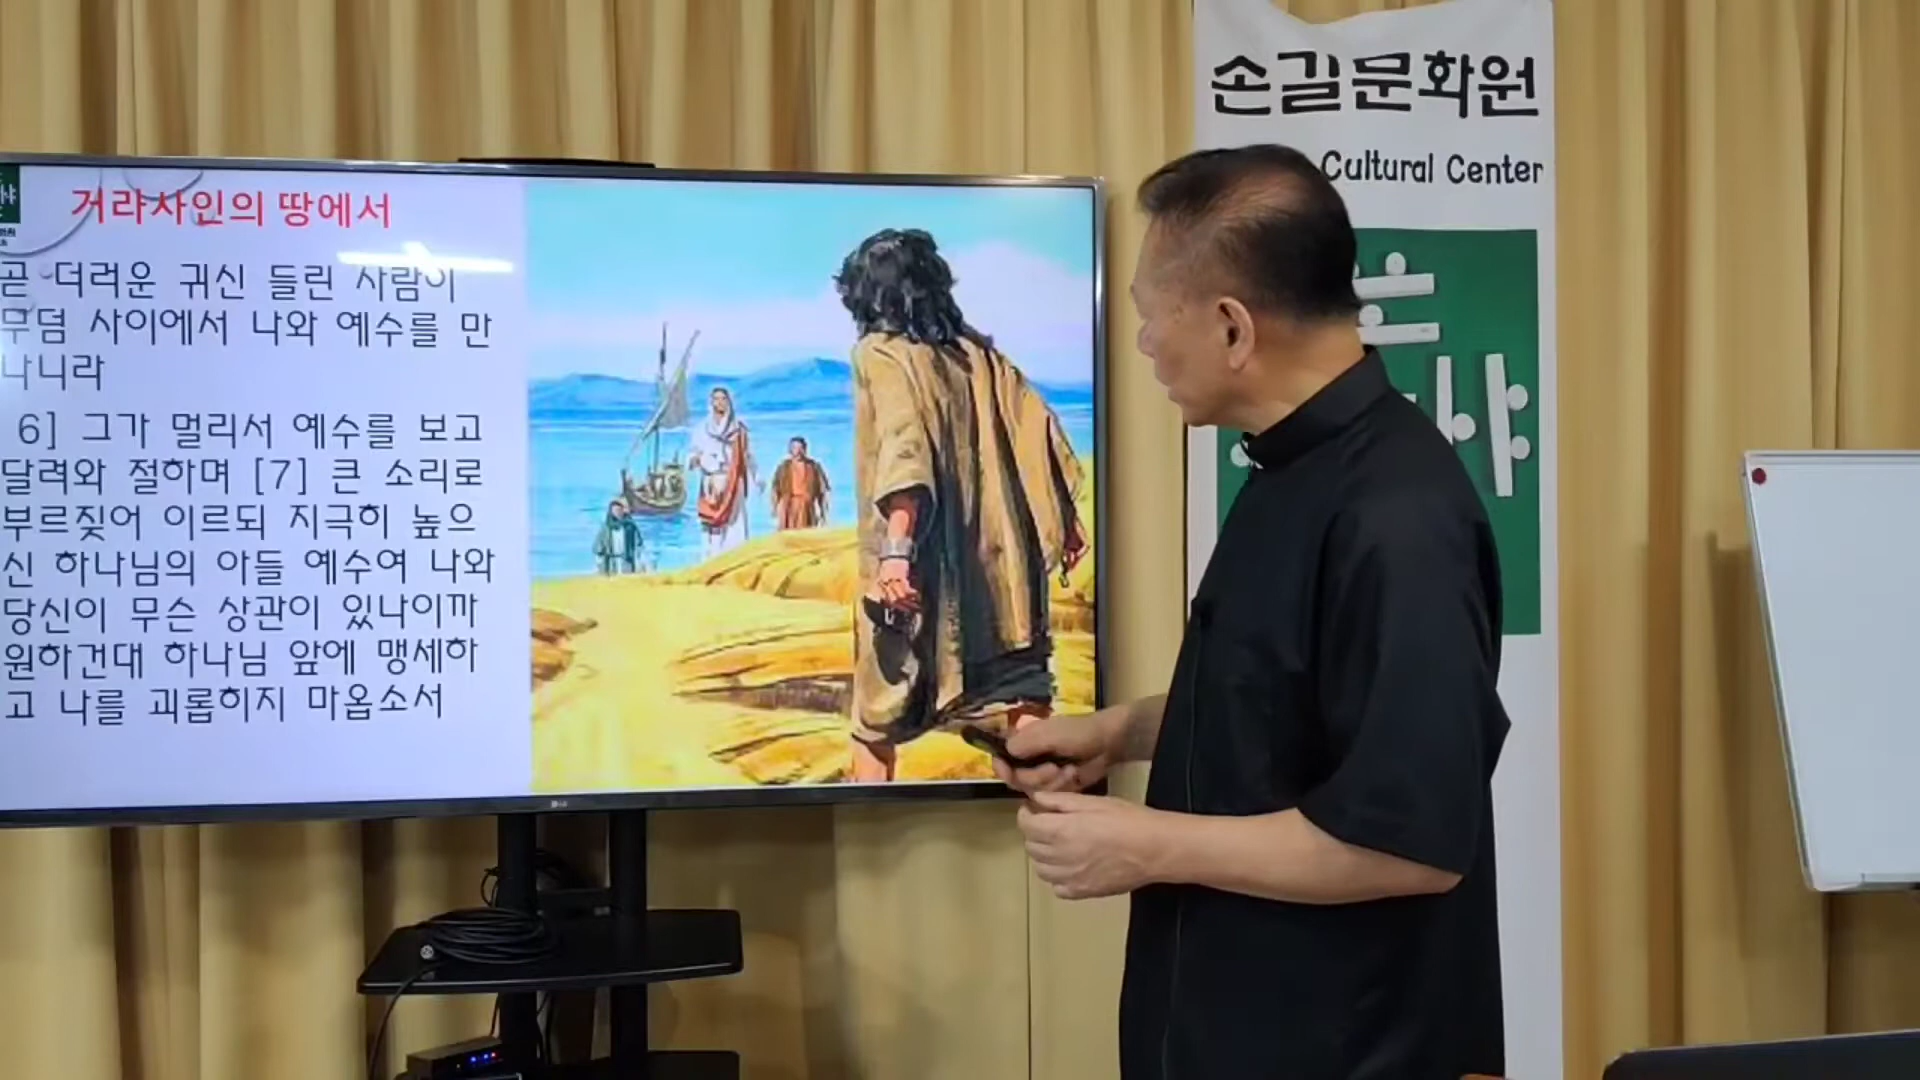 손길문화원
Cultural Center
거라사인의 땅에서
곧 더러운 귀신 들린 사람이
무덤 사이에서 나와 예수를 만
나니라
6] 그가 멀리서 예수를 보고
달려와 절하며 [7] 큰 소리로
부르짖어 이르되 지극히 높으
신 하나님의 아들 예수여 나와
당신이 무슨 상관이 있나이까
원하건대 하나님 앞에 맹세하
고 나를 괴롭히지 마옵소서
LG